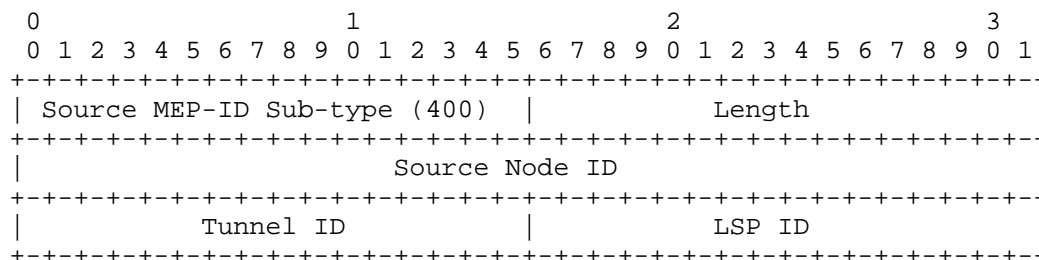 0                   1                   2                   3
 0 1 2 3 4 5 6 7 8 9 0 1 2 3 4 5 6 7 8 9 0 1 2 3 4 5 6 7 8 9 0 1
+-+-+-+-+-+-+-+-+-+-+-+-+-+-+-+-+-+-+-+-+-+-+-+-+-+-+-+-+-+-+-+-
| Source MEP-ID Sub-type (400)  |           Length
+-+-+-+-+-+-+-+-+-+-+-+-+-+-+-+-+-+-+-+-+-+-+-+-+-+-+-+-+-+-+-+-
|                       Source Node ID
+-+-+-+-+-+-+-+-+-+-+-+-+-+-+-+-+-+-+-+-+-+-+-+-+-+-+-+-+-+-+-+-
|           Tunnel ID           |           LSP ID
+-+-+-+-+-+-+-+-+-+-+-+-+-+-+-+-+-+-+-+-+-+-+-+-+-+-+-+-+-+-+-+-